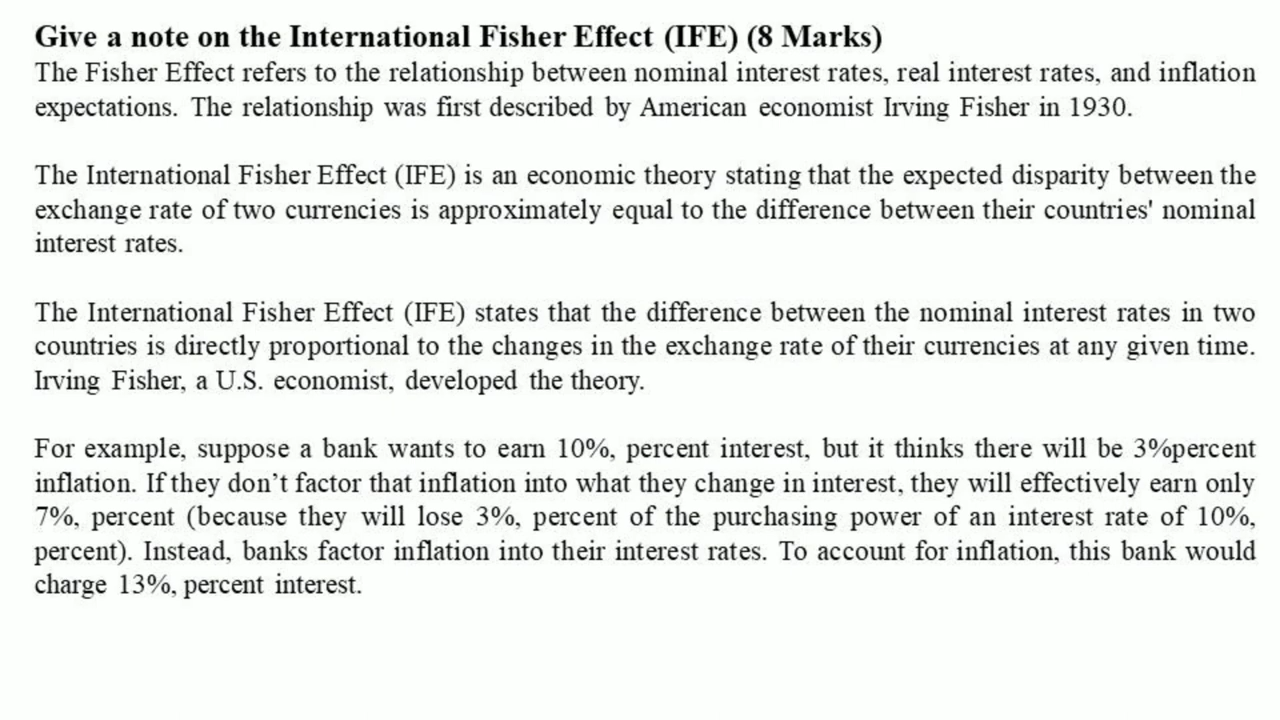 Give a note on the International Fisher Effect (IFE) (8 Marks)
The Fisher Effect refers to the relationship between nominal interest rates, real interest rates, and inflation
expectations. The relationship was first described by American economist Irving Fisher in 1930.
The International Fisher Effect (IFE) is an economic theory stating that the expected disparity between the
exchange rate of two currencies is approximately equal to the difference between their countries' nominal
interest rates.
The International Fisher Effect (IFE) states that the difference between the nominal interest rates in two
countries is directly proportional to the changes in the exchange rate of their currencies at any given time.
Irving Fisher, a U.S. economist, developed the theory.
For example, suppose a bank wants to earn 10%, percent interest, but it thinks there will be 3%percent
inflation. If they don’t factor that inflation into what they change in interest, they will effectively earn only
7%, percent (because they will lose 3%, percent of the purchasing power of an interest rate of 10%,
percent). Instead, banks factor inflation into their interest rates. To account for inflation, this bank would
charge 13%, percent interest.